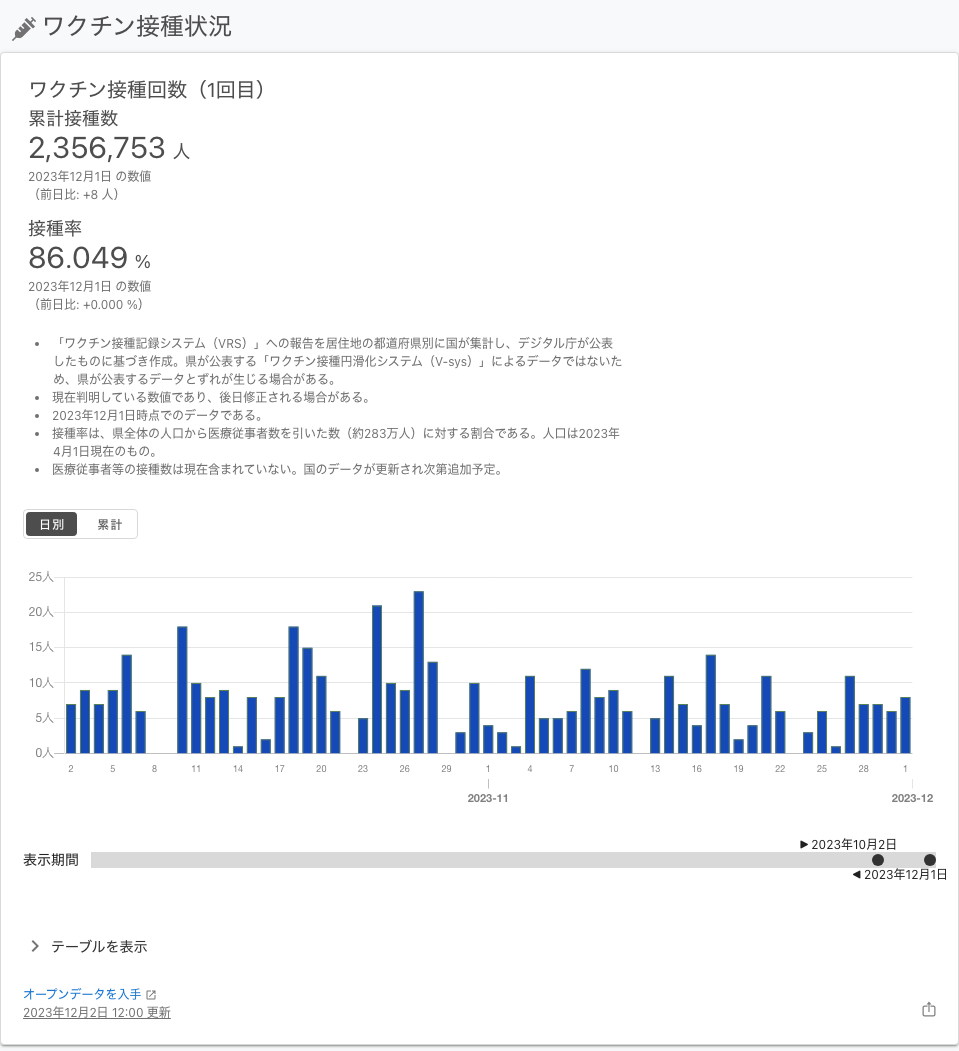 ワクチン接種状況
ワクチン接種回数（1回目）
累計接種数
2,356,753 人
2023年12月1日 の数値
（前日比: +8 人）
接種率
86.049 %
2023年12月1日 の数値
（前日比: +0.000 %）
• 「ワクチン接種記録システム（VRS）」への報告を居住地の都道府県別に国が集計し、デジタル庁が公表
したものに基づき作成。県が公表する「ワクチン接種円滑化システム（V-sys）」によるデータではないた
め、県が公表するデータとずれが生じる場合がある。
• 現在判明している数値であり、後日修正される場合がある。
• 2023年12月1日時点でのデータである。
• 接種率は、県全体の人口から医療従事者数を引いた数（約283万人）に対する割合である。人口は2023年
4月1日現在のもの。
• 医療従事者等の接種数は現在含まれていない。国のデータが更新され次第追加予定。
日別 累計
25人
20人
15人
10人
5人
0人
2 5 8 11 14 17 20 23 26 29 1 4 7 10 13 16 19 22 25 28 1
2023-11 2023-12
▶ 2023年10月2日
表示期間
◀ 2023年12月1日
テーブルを表示
オープンデータを入手
2023年12月2日 12:00 更新